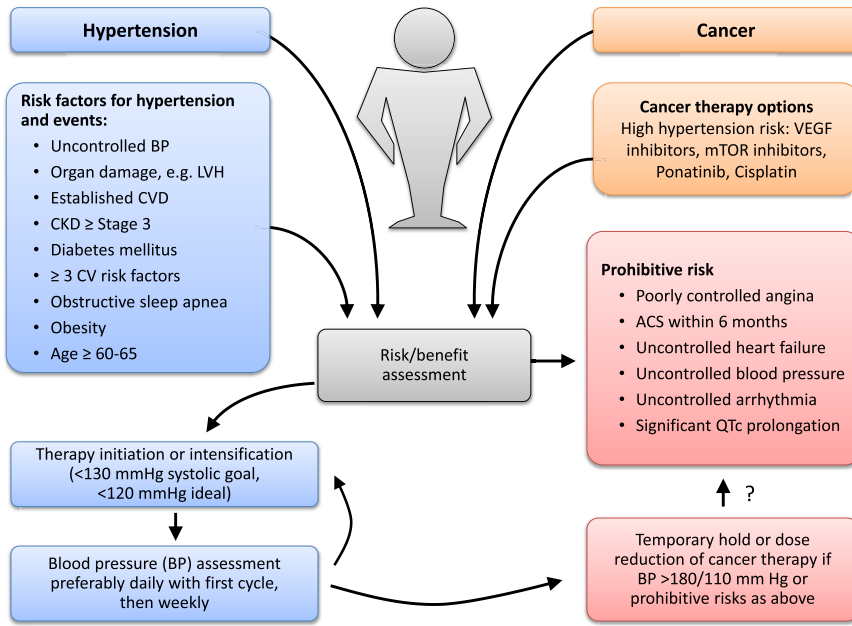 Hypertension
Cancer
Risk factors for hypertension
and events:
• Uncontrolled BP
• Organ damage, e.g. LVH
• Established CVD
• CKD ≥ Stage 3
• Diabetes mellitus
• ≥ 3 CV risk factors
• Obstructive sleep apnea
• Obesity
• Age ≥ 60-65
Cancer therapy options
High hypertension risk: VEGF
inhibitors, mTOR inhibitors,
Ponatinib, Cisplatin
Prohibitive risk
• Poorly controlled angina
• ACS within 6 months
• Uncontrolled heart failure
• Uncontrolled blood pressure
• Uncontrolled arrhythmia
• Significant QTc prolongation
Risk/benefit
assessment
Therapy initiation or intensification
(<130 mmHg systolic goal,
<120 mmHg ideal)
Blood pressure (BP) assessment
preferably daily with first cycle,
then weekly
?
Temporary hold or dose
reduction of cancer therapy if
BP >180/110 mm Hg or
prohibitive risks as above